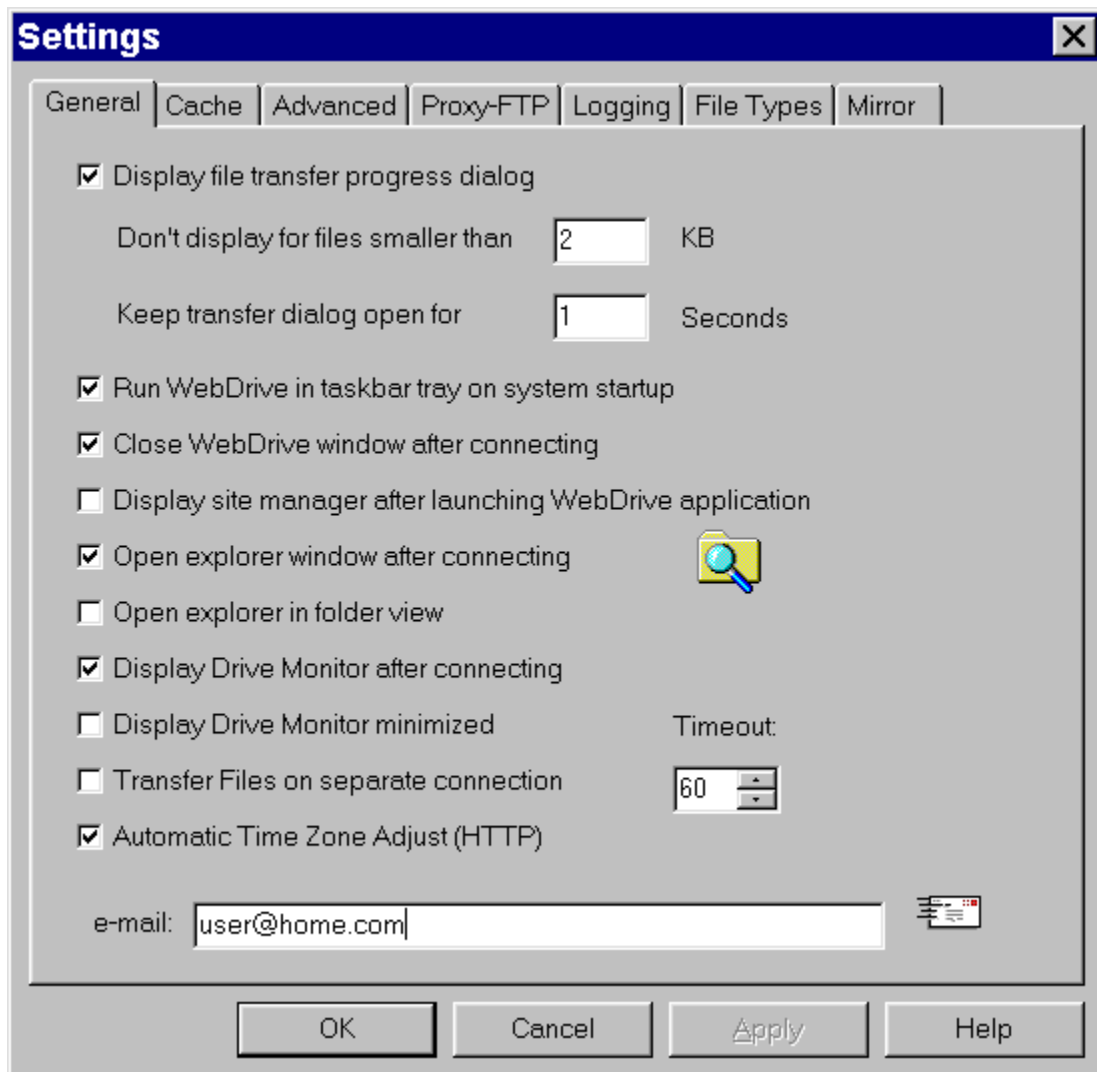 Settings
General Cache Advanced Proxy-FTP Logging File Types Mirror
Display file transfer progress dialog
Don't display for files smaller than 2 KB
Keep transfer dialog open for 1 Seconds
Run WebDrive in taskbar tray on system startup
Close WebDrive window after connecting
Display site manager after launching WebDrive application
Open explorer window after connecting
Open explorer in folder view
Display Drive Monitor after connecting
Display Drive Monitor minimized Timeout:
Transfer Files on separate connection 60
Automatic Time Zone Adjust (HTTP)
e-mail: user@home.com
OK Cancel Apply Help